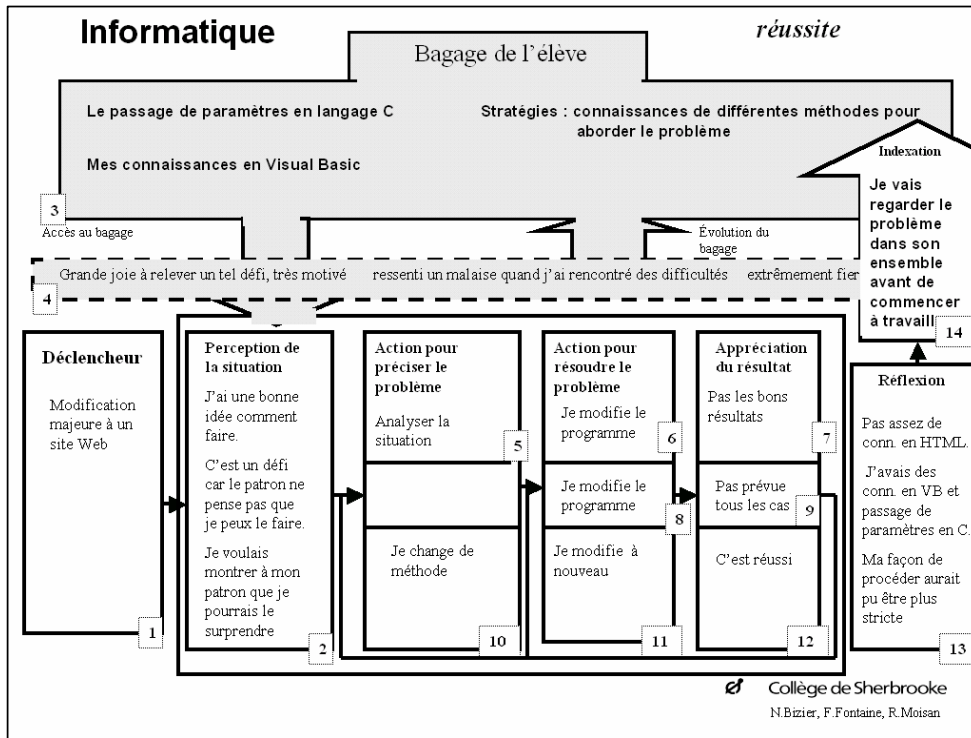 Informatique
réussite
Bagage de l'élève
Le passage de paramètres en langage C
Stratégies : connaissances de différentes méthodes pour
aborder le problème
Mes connaissances en Visual Basic
3
Accès au bagage
Évolution du
bagage
Indexation
Je vais
regarder le
problème
dans son
ensemble
avant de
commencer
à travaill
14
Grande joie à relever un tel défi, très motivé
ressenti un malaise quand j'ai rencontré des difficultés
extrêmement fier
4
Déclencheur
Modification
majeure à un
site Web
1
Perception de
la situation
J'ai une bonne
idée comment
faire.
C'est un défi
car le patron ne
pense pas que
je peux le faire.
Je voulais
montrer à mon
patron que je
pourrais le
surprendre
2
Action pour
préciser le
problème
Analyser la
situation
5
Je change de
méthode
10
Action pour
résoudre le
problème
Je modifie le
programme
6
Je modifie le
programme
8
Je modifie à
nouveau
11
Appréciation
du résultat
Pas les bons
résultats
7
Pas prévue
tous les cas
9
C'est réussi
12
Réflexion
Pas assez de
conn. en HTML.
J'avais des
conn. en VB et
passage de
paramètres en C.
Ma façon de
procéder aurait
pu être plus
stricte
13
Collège de Sherbrooke
N.Bizier, F.Fontaine, R.Moisan